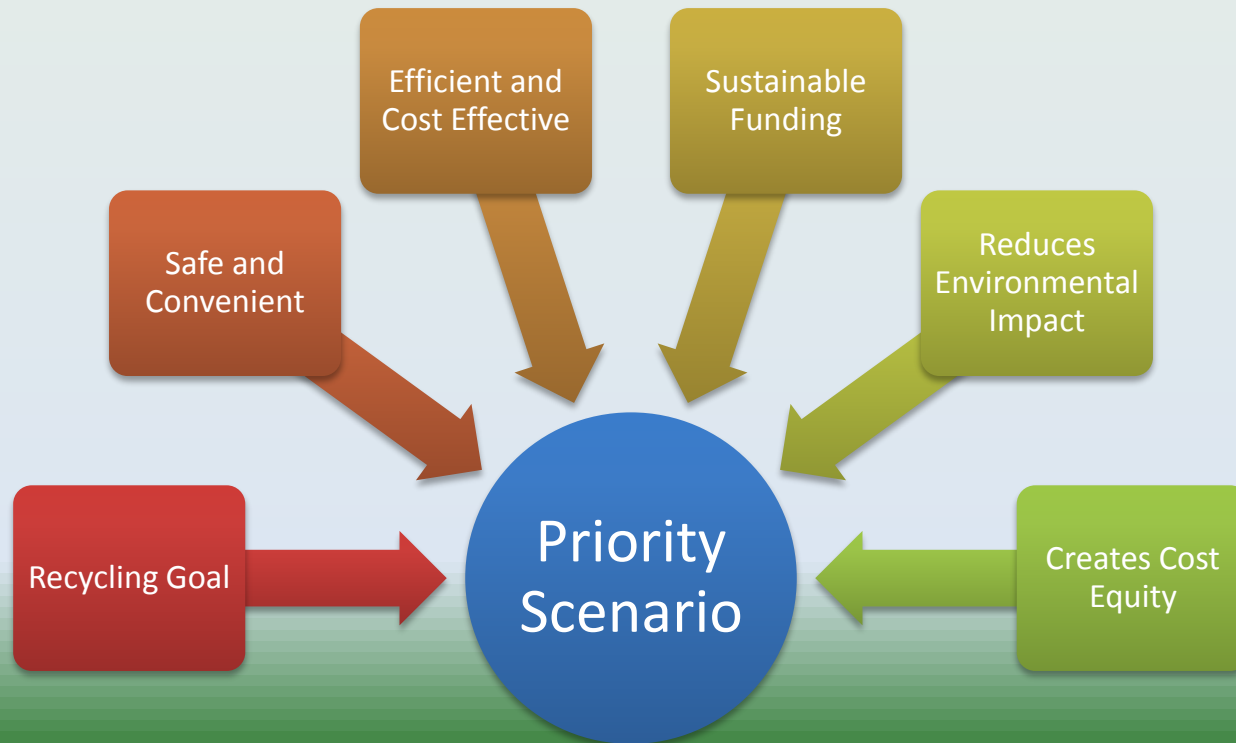 Efficient and
Cost Effective
Sustainable
Funding
Safe and
Convenient
Reduces
Environmental
Impact
Recycling Goal
Priority
Scenario
Creates Cost
Equity